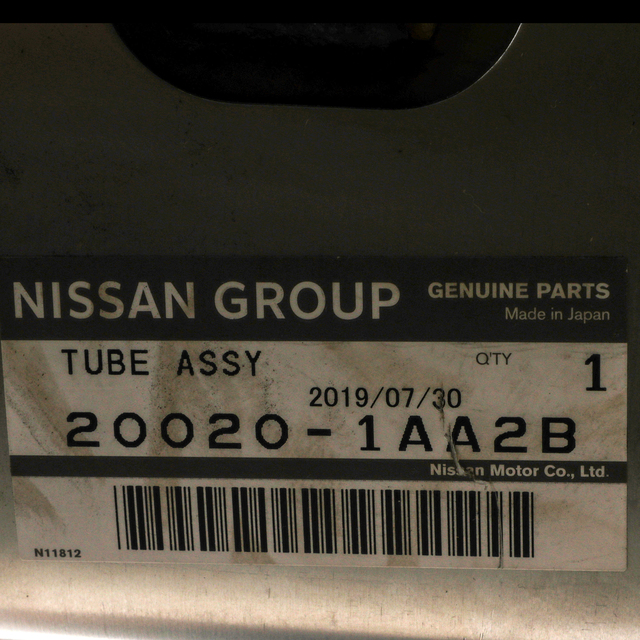 NISSAN GROUP GENUINE PARTS
Made in Japan
TUBE ASSY Q'TY 1
2019/07/30
20020-1AA2B
Nissan Motor Co., Ltd.
N11812